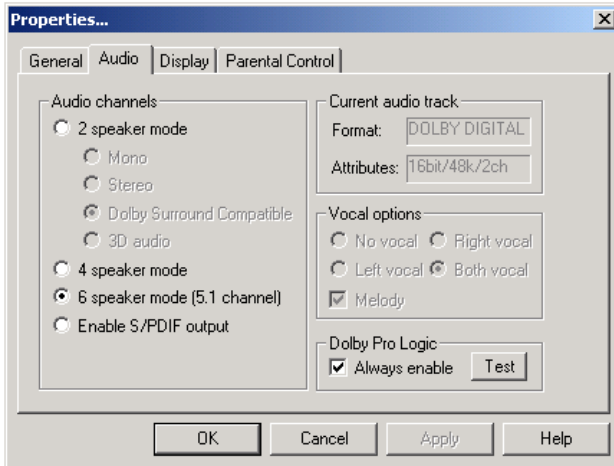 Properties...
General Audio Display Parental Control
Audio channels
2 speaker mode
Mono
Stereo
Dolby Surround Compatible
3D audio
4 speaker mode
6 speaker mode (5.1 channel)
Enable S/PDIF output
Current audio track
Format: DOLBY DIGITAL
Attributes: 16bit/48k/2ch
Vocal options
No vocal Right vocal
Left vocal Both vocal
Melody
Dolby Pro Logic
Always enable Test
OK Cancel Apply Help